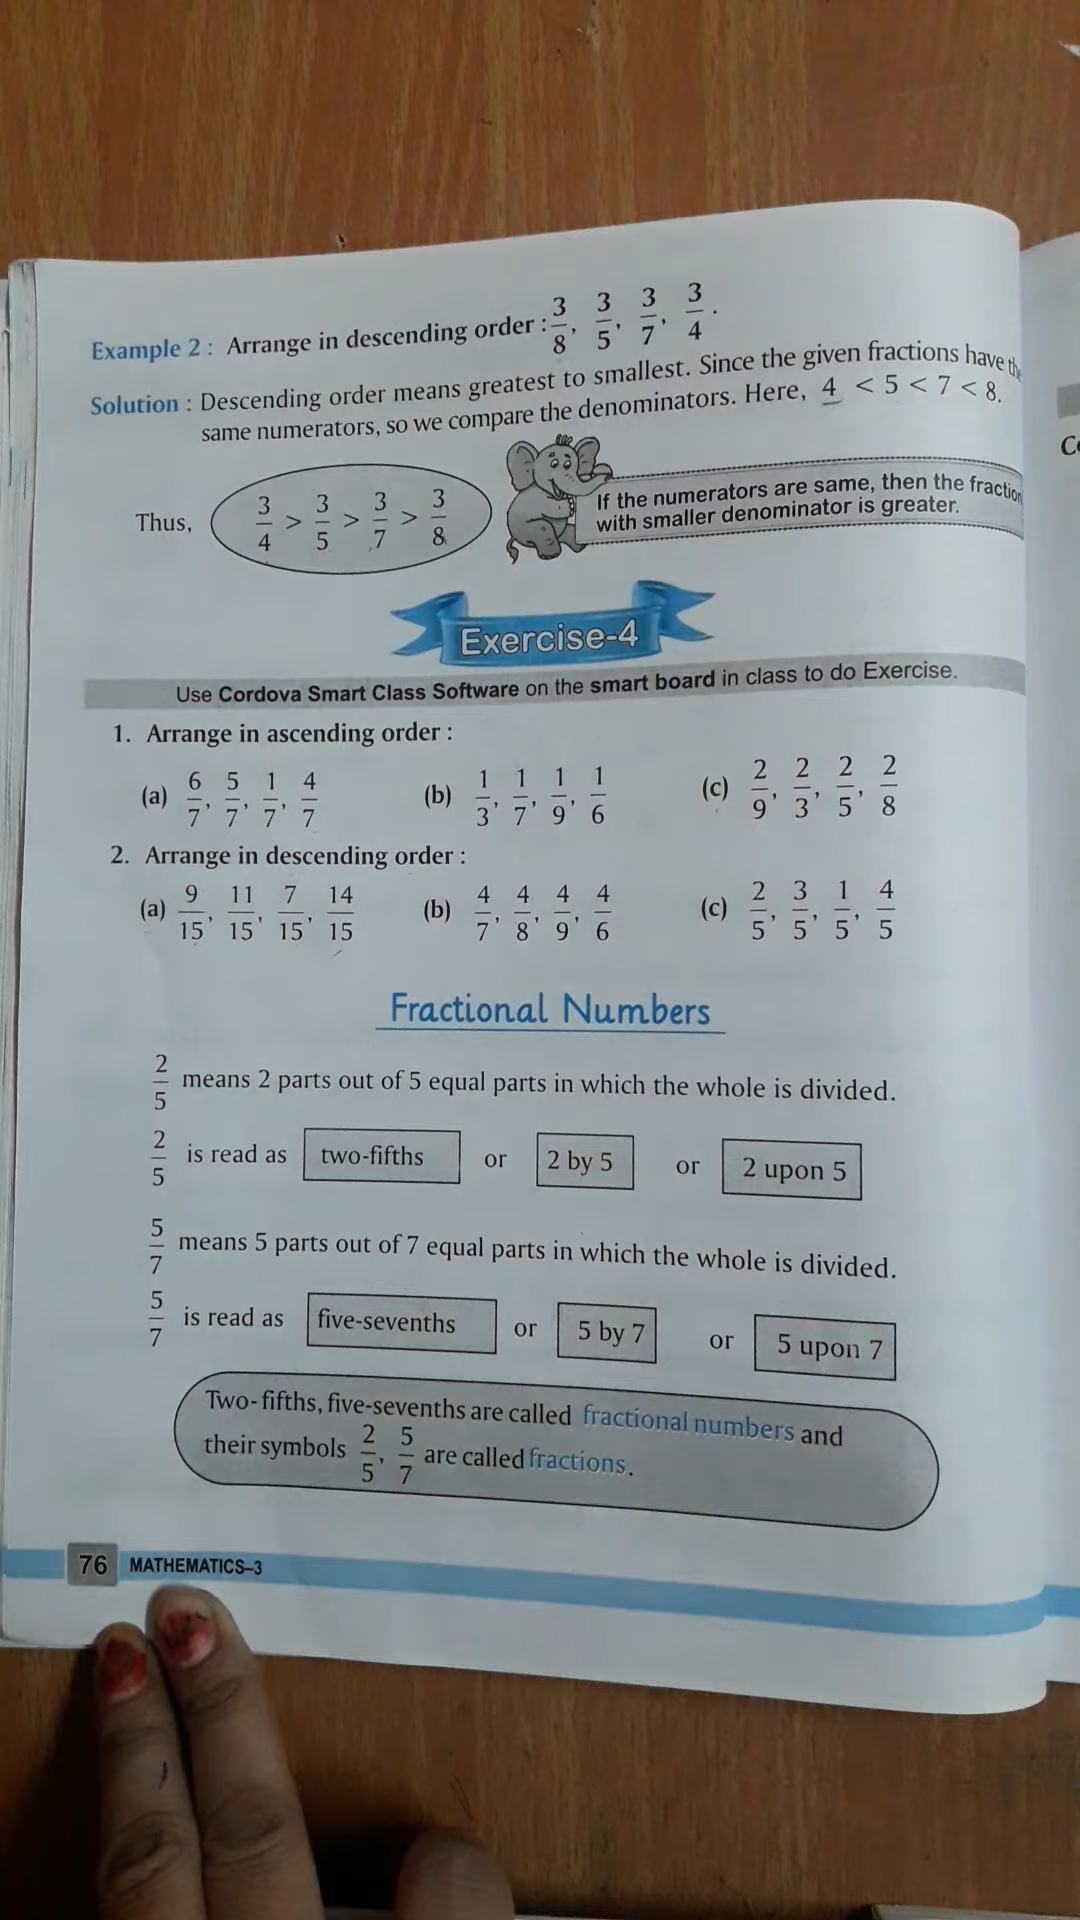 Example 2 : Arrange in descending order : 3/8, 3/5, 3/7, 3/4.
Solution : Descending order means greatest to smallest. Since the given fractions have the
same numerators, so we compare the denominators. Here, 4 < 5 < 7 < 8.
Thus, 3/4 > 3/5 > 3/7 > 3/8
If the numerators are same, then the fraction
with smaller denominator is greater.
Exercise-4
Use Cordova Smart Class Software on the smart board in class to do Exercise.
1. Arrange in ascending order :
(a) 6/7, 5/7, 1/7, 4/7 (b) 1/3, 1/7, 1/9, 1/6 (c) 2/9, 2/3, 2/5, 2/8
2. Arrange in descending order :
(a) 9/15, 11/15, 7/15, 14/15 (b) 4/7, 4/8, 4/9, 4/6 (c) 2/5, 3/5, 1/5, 4/5
Fractional Numbers
2/5 means 2 parts out of 5 equal parts in which the whole is divided.
2/5 is read as two-fifths or 2 by 5 or 2 upon 5
5/7 means 5 parts out of 7 equal parts in which the whole is divided.
5/7 is read as five-sevenths or 5 by 7 or 5 upon 7
Two-fifths, five-sevenths are called fractional numbers and
their symbols 2/5, 5/7 are called fractions.
76 MATHEMATICS–3